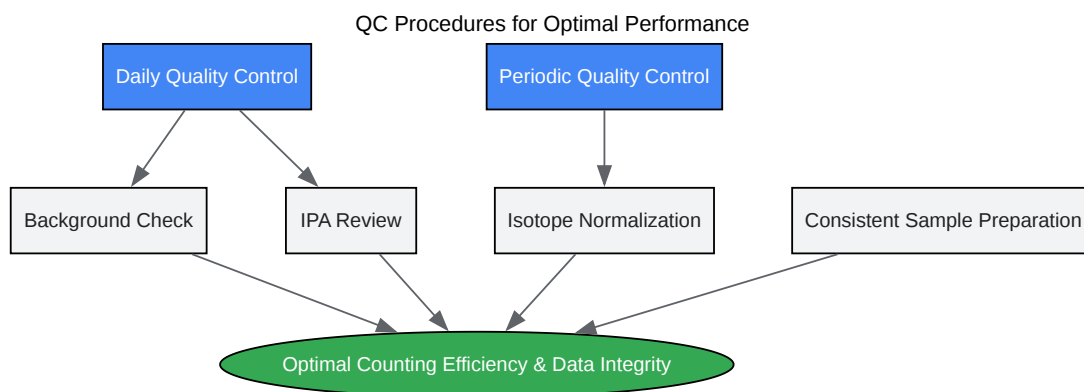 QC Procedures for Optimal Performance
Daily Quality Control
Periodic Quality Control
Background Check
IPA Review
Isotope Normalization
Consistent Sample Preparation
Optimal Counting Efficiency & Data Integrity